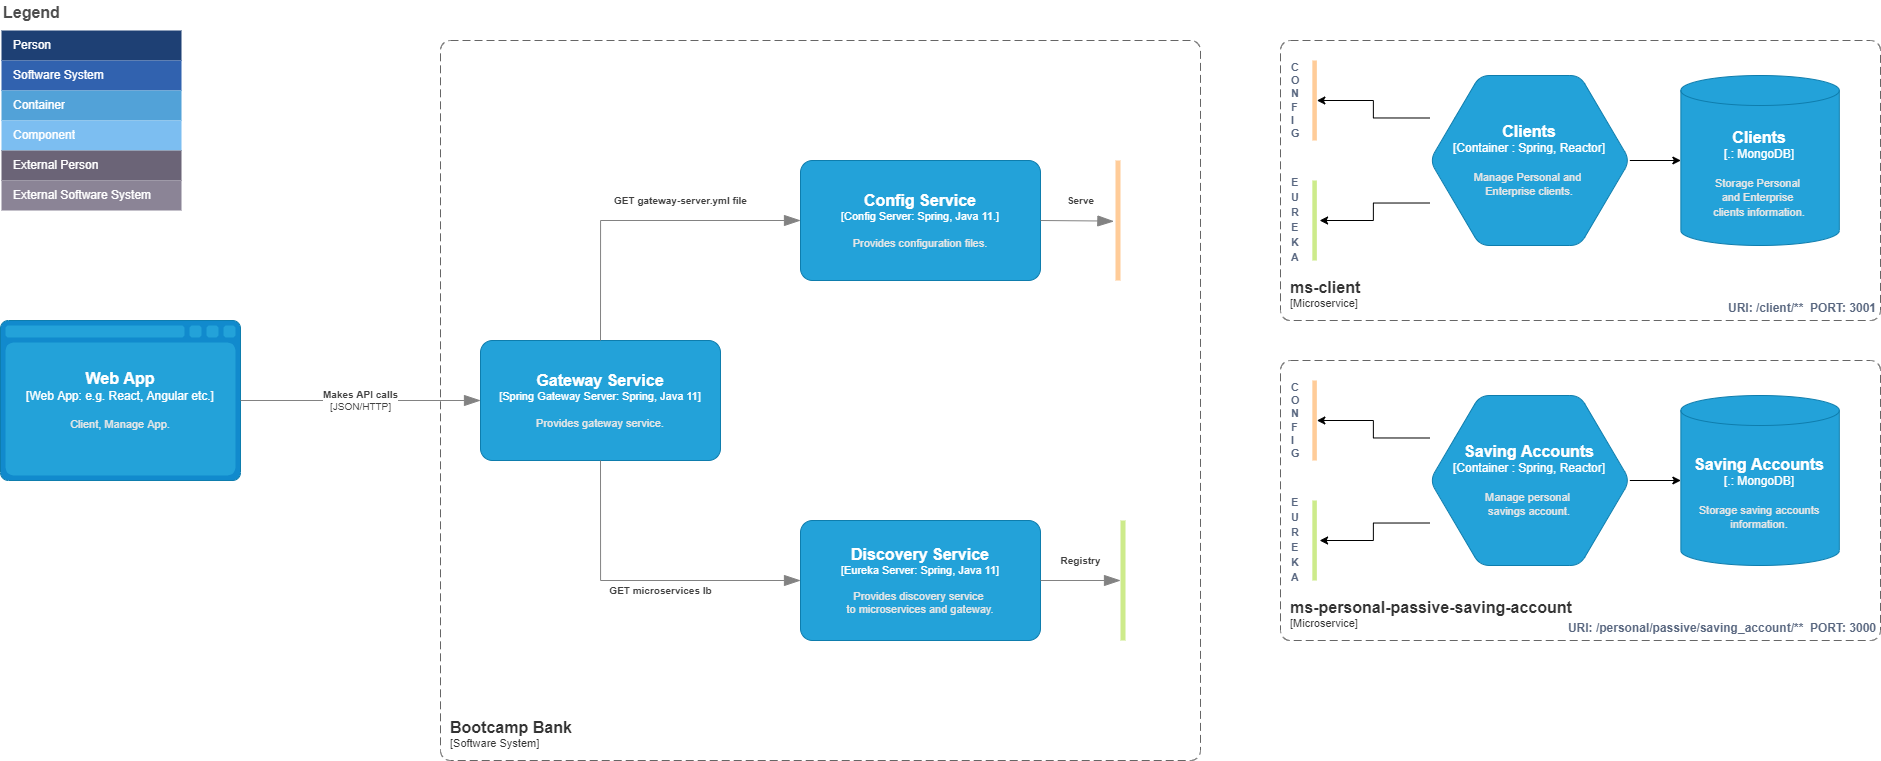 Legend
Person
Software System
Container
Component
External Person
External Software System
Web App
[Web App: e.g. React, Angular etc.]
Client, Manage App.
Makes API calls
[JSON/HTTP]
GET gateway-server.yml file
Gateway Service
[Spring Gateway Server: Spring, Java 11]
Provides gateway service.
GET microservices lb
Config Service
[Config Server: Spring, Java 11.]
Provides configuration files.
Serve
Discovery Service
[Eureka Server: Spring, Java 11]
Provides discovery service
to microservices and gateway.
Registry
Bootcamp Bank
[Software System]
CONFIG
EUREKA
Clients
[Container : Spring, Reactor]
Manage Personal and
Enterprise clients.
Clients
[.: MongoDB]
Storage Personal
and Enterprise
clients information.
ms-client
[Microservice]
URI: /client/** PORT: 3001
CONFIG
EUREKA
Saving Accounts
[Container : Spring, Reactor]
Manage personal
savings account.
Saving Accounts
[.: MongoDB]
Storage saving accounts
information.
ms-personal-passive-saving-account
[Microservice]
URI: /personal/passive/saving_account/** PORT: 3000